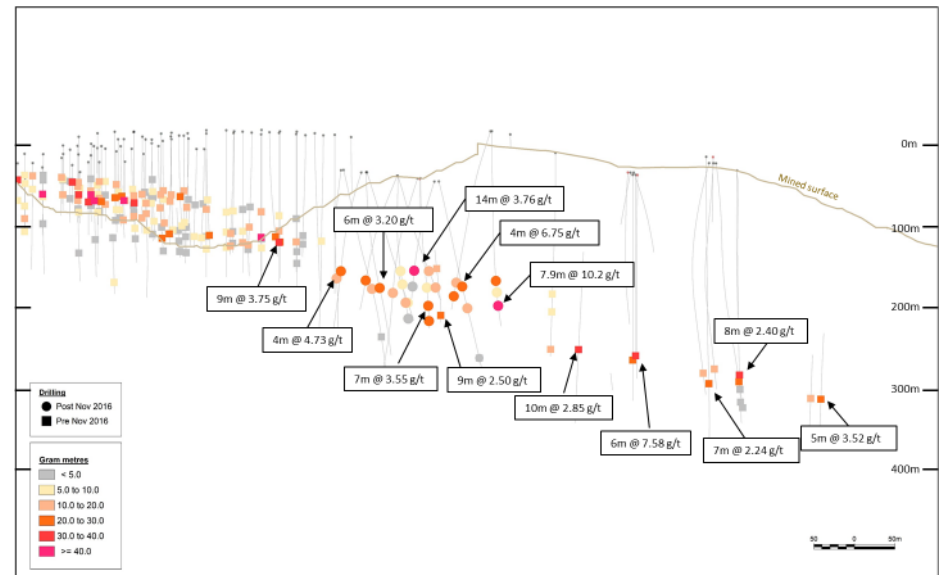 0m
Mined surface
14m @ 3.76 g/t
6m @ 3.20 g/t
4m @ 6.75 g/t
100m
7.9m @ 10.2 g/t
9m @ 3.75 g/t
200m
4m @ 4.73 g/t
8m @ 2.40 g/t
7m @ 3.55 g/t
9m @ 2.50 g/t
300m
10m @ 2.85 g/t
6m @ 7.58 g/t
7m @ 2.24 g/t
5m @ 3.52 g/t
400m
Drilling
Post Nov 2016
Pre Nov 2016
Gram metres
< 5.0
5.0 to 10.0
10.0 to 20.0
20.0 to 30.0
30.0 to 40.0
>= 40.0
50 0 50m